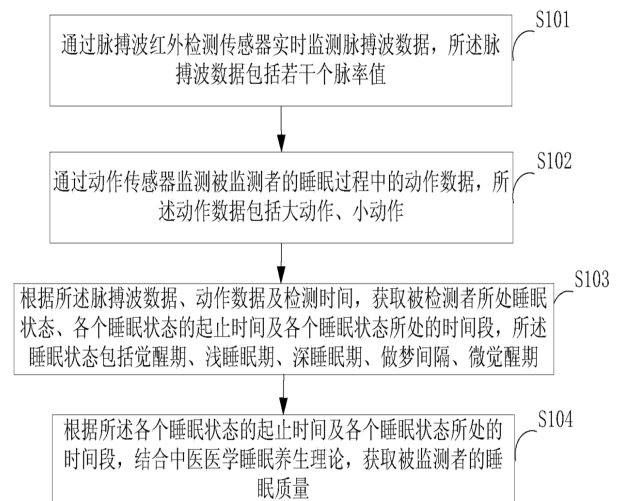 S101
通过脉搏波红外检测传感器实时监测脉搏波数据，所述脉
搏波数据包括若干个脉率值
S102
通过动作传感器监测被监测者的睡眠过程中的动作数据，所
述动作数据包括大动作、小动作
S103
根据所述脉搏波数据、动作数据及检测时间，获取被检测者所处睡眠
状态、各个睡眠状态的起止时间及各个睡眠状态所处的时间段，所述
睡眠状态包括觉醒期、浅睡眠期、深睡眠期、做梦间隔、微觉醒期
S104
根据所述各个睡眠状态的起止时间及各个睡眠状态所处的
时间段，结合中医医学睡眠养生理论，获取被监测者的睡
眠质量